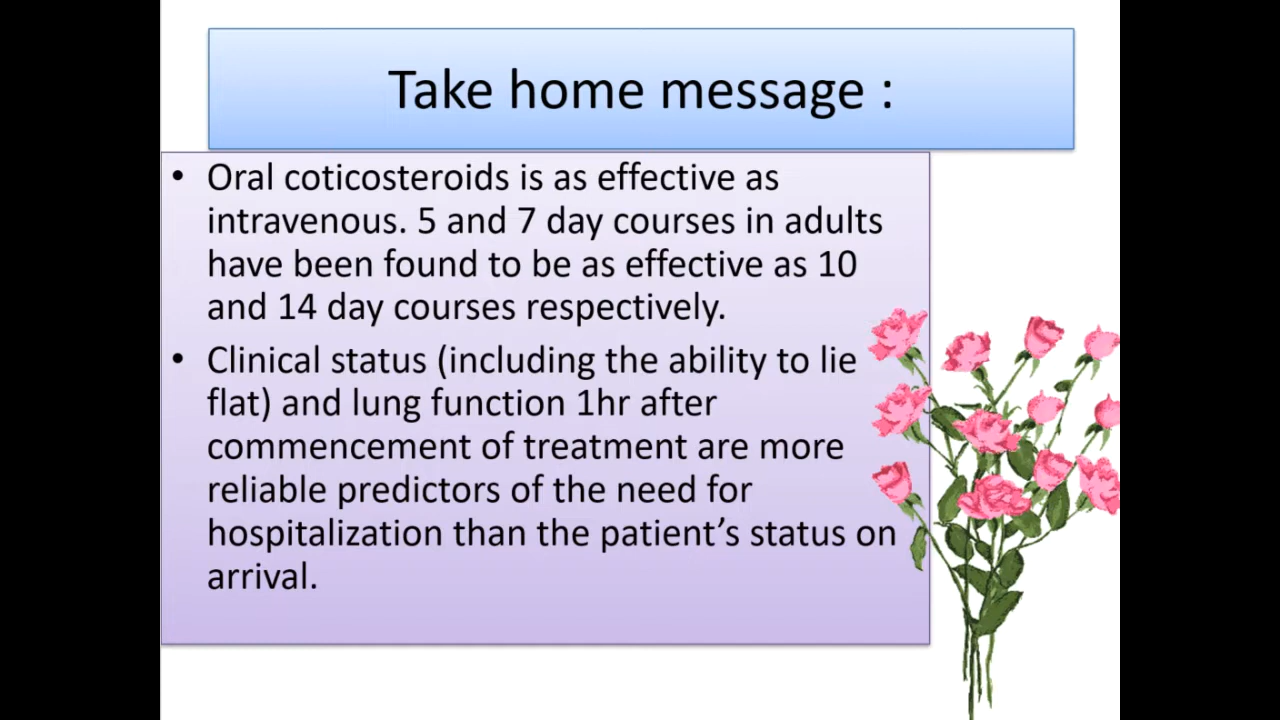 Take home message :
• Oral coticosteroids is as effective as
intravenous. 5 and 7 day courses in adults
have been found to be as effective as 10
and 14 day courses respectively.
• Clinical status (including the ability to lie
flat) and lung function 1hr after
commencement of treatment are more
reliable predictors of the need for
hospitalization than the patient’s status on
arrival.